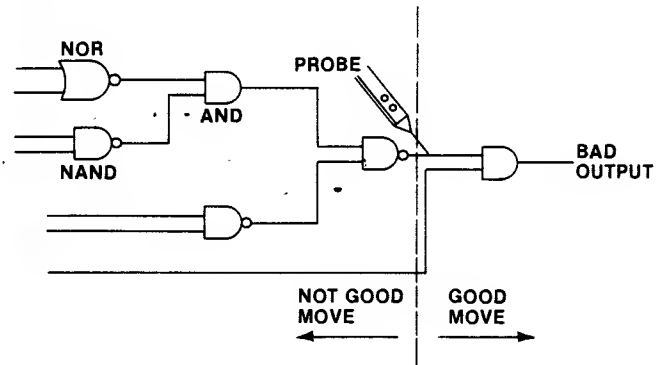 NOR
PROBE
AND
NAND
BAD
OUTPUT
NOT GOOD
MOVE
GOOD
MOVE